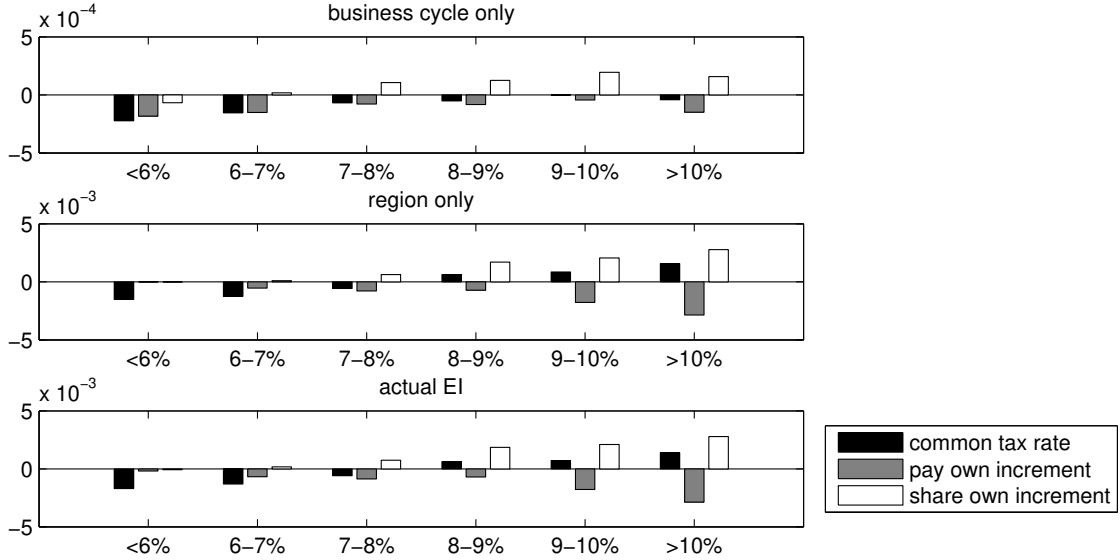 x 10−4
business cycle only
5
0
−5
<6% 6−7% 7−8% 8−9% 9−10% >10%
x 10−3
region only
5
0
−5
<6% 6−7% 7−8% 8−9% 9−10% >10%
x 10−3
actual EI
5
0
−5
<6% 6−7% 7−8% 8−9% 9−10% >10%
common tax rate
pay own increment
share own increment